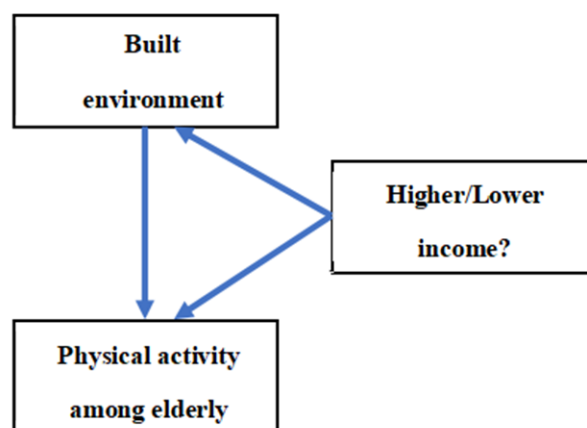 Built
environment
Higher/Lower
income?
Physical activity
among elderly